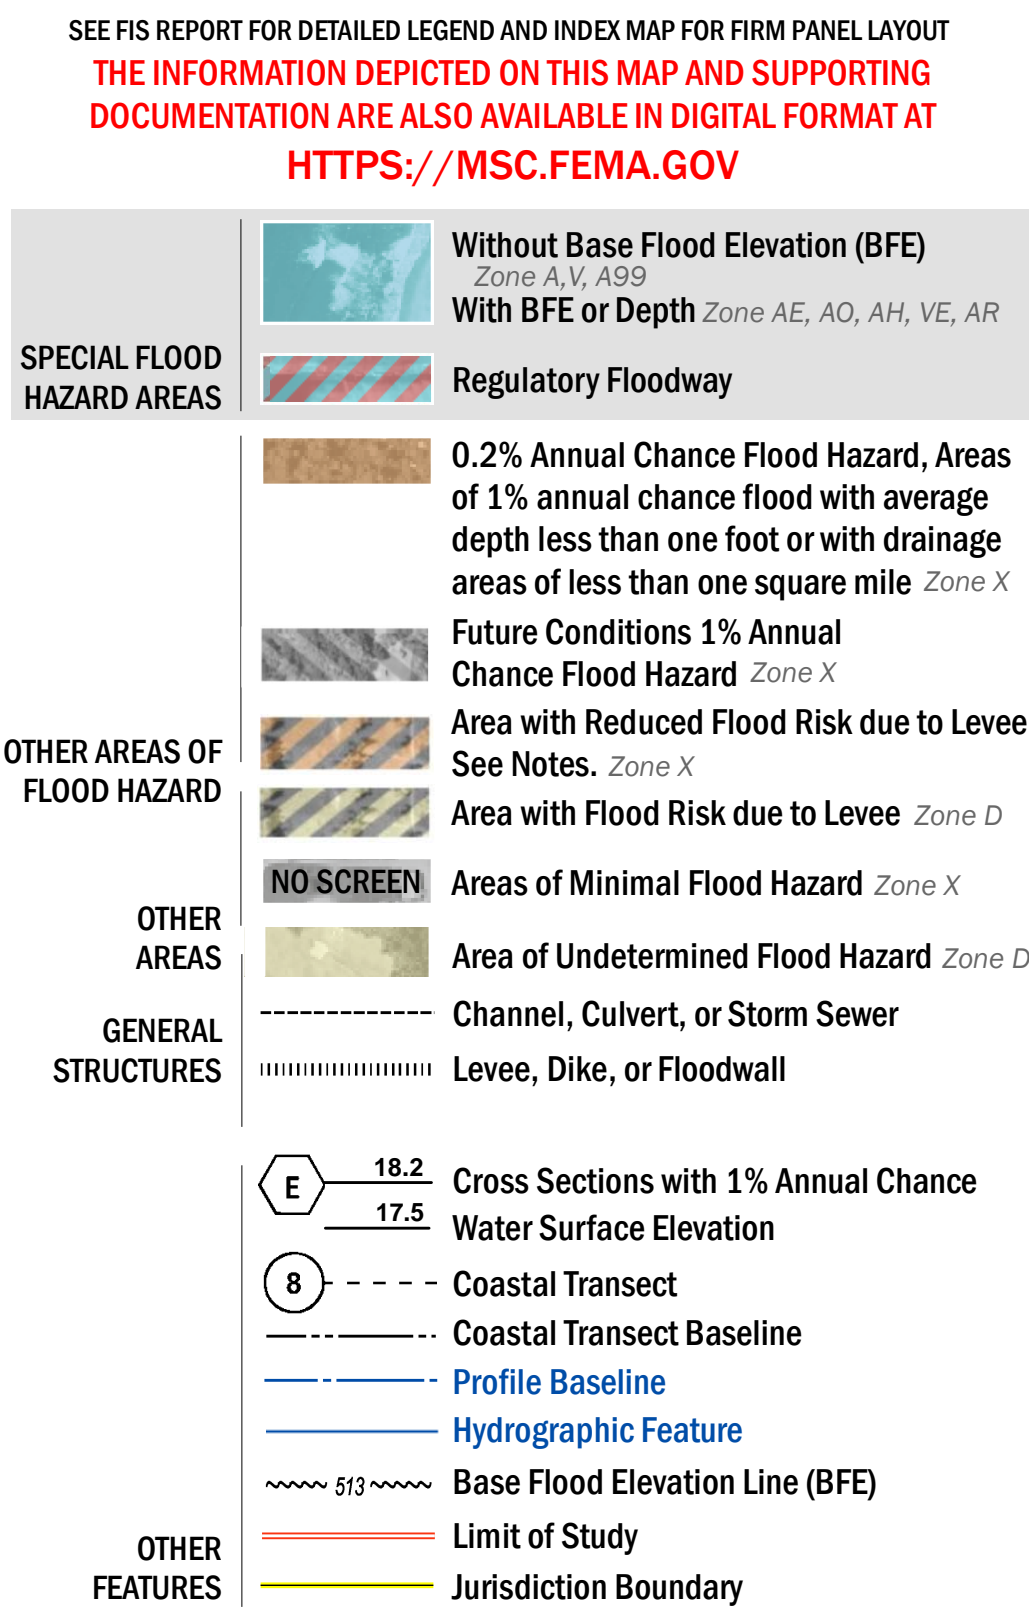 SEE FIS REPORT FOR DETAILED LEGEND AND INDEX MAP FOR FIRM PANEL LAYOUT
THE INFORMATION DEPICTED ON THIS MAP AND SUPPORTING
DOCUMENTATION ARE ALSO AVAILABLE IN DIGITAL FORMAT AT
HTTPS://MSC.FEMA.GOV
SPECIAL FLOOD
HAZARD AREAS
Without Base Flood Elevation (BFE)
Zone A,V, A99
With BFE or Depth Zone AE, AO, AH, VE, AR
Regulatory Floodway
OTHER AREAS OF
FLOOD HAZARD
0.2% Annual Chance Flood Hazard, Areas
of 1% annual chance flood with average
depth less than one foot or with drainage
areas of less than one square mile Zone X
Future Conditions 1% Annual
Chance Flood Hazard Zone X
Area with Reduced Flood Risk due to Levee
See Notes. Zone X
Area with Flood Risk due to Levee Zone D
OTHER
AREAS
NO SCREEN Areas of Minimal Flood Hazard Zone X
Area of Undetermined Flood Hazard Zone D
GENERAL
STRUCTURES
Channel, Culvert, or Storm Sewer
Levee, Dike, or Floodwall
OTHER
FEATURES
E 18.2 Cross Sections with 1% Annual Chance
17.5 Water Surface Elevation
8 Coastal Transect
Coastal Transect Baseline
Profile Baseline
Hydrographic Feature
513 Base Flood Elevation Line (BFE)
Limit of Study
Jurisdiction Boundary